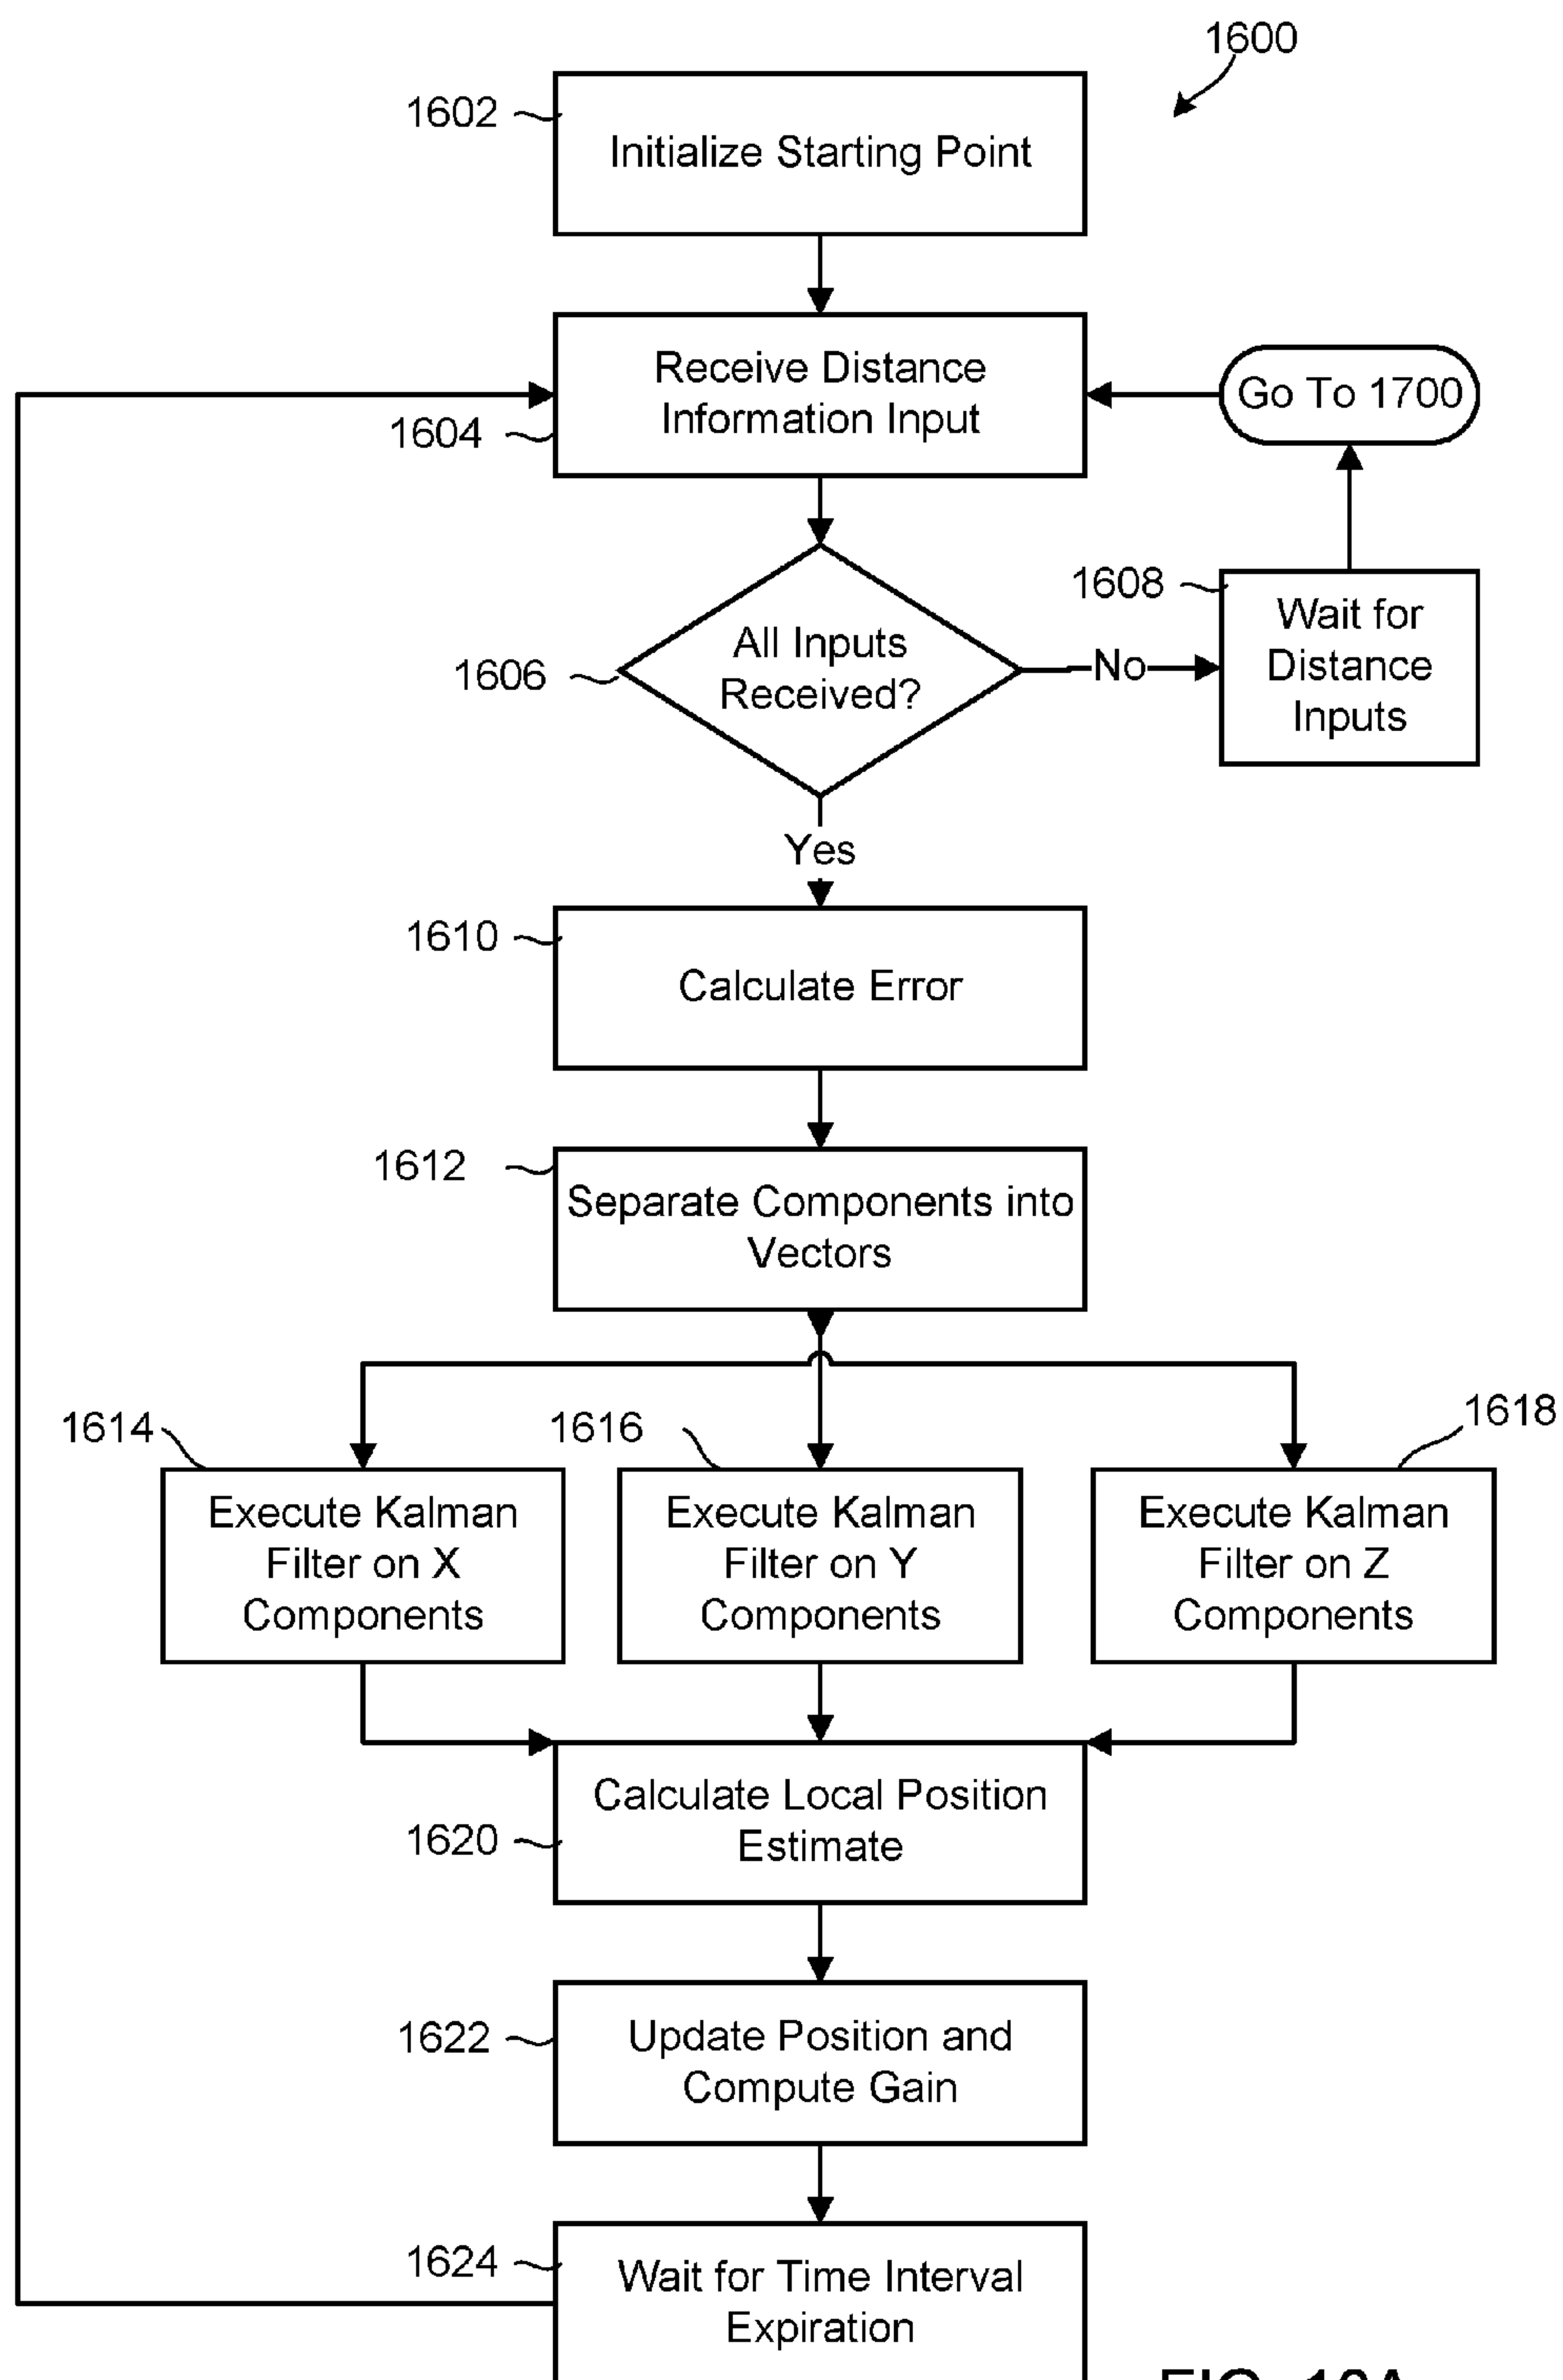 1600
1602
Initialize Starting Point
Receive Distance
Information Input
1604
Go To 1700
1606
All Inputs
Received?
No
1608
Wait for
Distance
Inputs
Yes
1610
Calculate Error
1612
Separate Components into
Vectors
1614
Execute Kalman
Filter on X
Components
1616
Execute Kalman
Filter on Y
Components
1618
Execute Kalman
Filter on Z
Components
Calculate Local Position
Estimate
1620
1622
Update Position and
Compute Gain
1624
Wait for Time Interval
Expiration